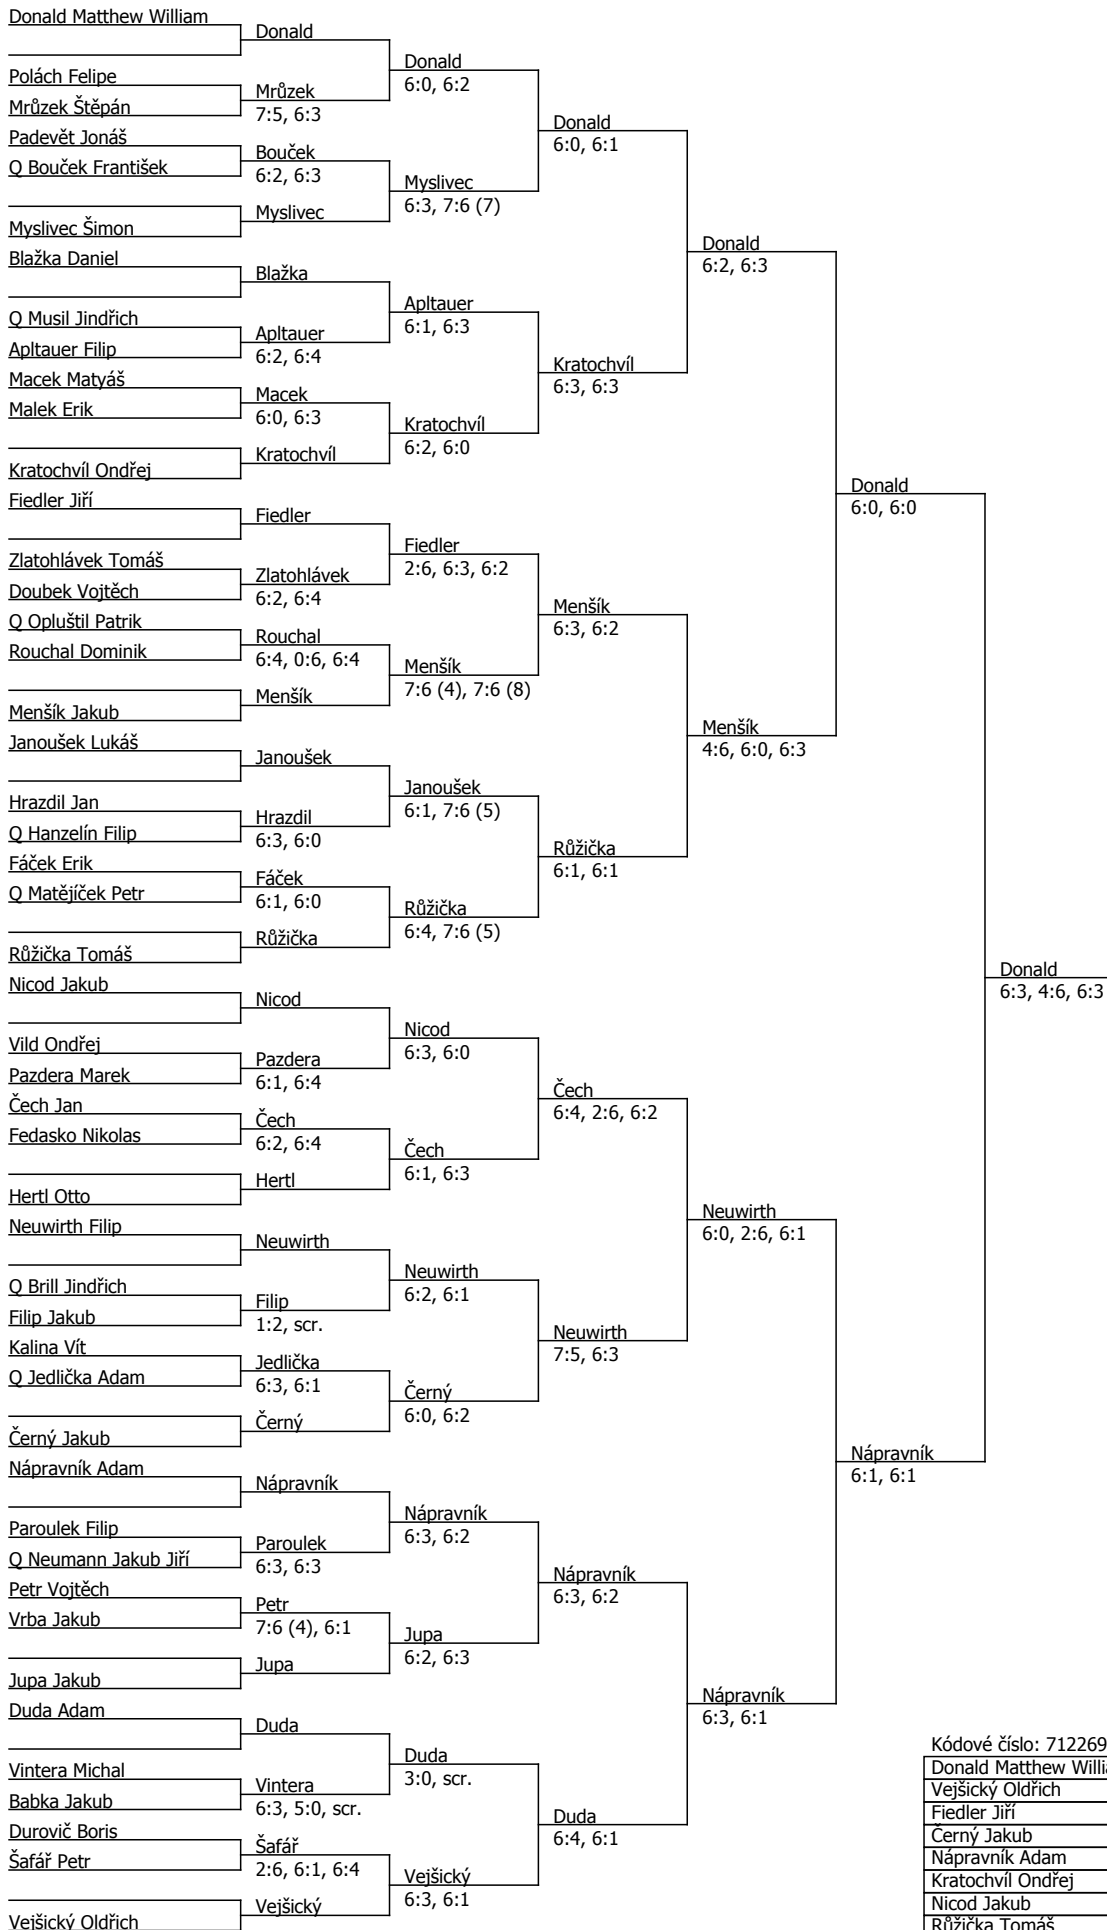 Donald Matthew William
Polách Felipe
Mrůzek Štěpán
Padevět Jonáš
Q Bouček František
Myslivec Šimon
Blažka Daniel
Q Musil Jindřich
Apltauer Filip
Macek Matyáš
Malek Erik
Kratochvíl Ondřej
Fiedler Jiří
Zlatohlávek Tomáš
Doubek Vojtěch
Q Opluštil Patrik
Rouchal Dominik
Menšík Jakub
Janoušek Lukáš
Hrazdil Jan
Q Hanzelín Filip
Fáček Erik
Q Matějíček Petr
Růžička Tomáš
Nicod Jakub
Vild Ondřej
Pazdera Marek
Čech Jan
Fedasko Nikolas
Hertl Otto
Neuwirth Filip
Q Brill Jindřich
Filip Jakub
Kalina Vít
Q Jedlička Adam
Černý Jakub
Nápravník Adam
Paroulek Filip
Q Neumann Jakub Jiří
Petr Vojtěch
Vrba Jakub
Jupa Jakub
Duda Adam
Vintera Michal
Babka Jakub
Durovič Boris
Šafář Petr
Vejšický Oldřich
Donald
Mrůzek
7:5, 6:3
Bouček
6:2, 6:3
Myslivec
Blažka
Apltauer
6:2, 6:4
Macek
6:0, 6:3
Kratochvíl
Fiedler
Zlatohlávek
6:2, 6:4
Rouchal
6:4, 0:6, 6:4
Menšík
Janoušek
Hrazdil
6:3, 6:0
Fáček
6:1, 6:0
Růžička
Nicod
Pazdera
6:1, 6:4
Čech
6:2, 6:4
Hertl
Neuwirth
Filip
1:2, scr.
Jedlička
6:3, 6:1
Černý
Nápravník
Paroulek
6:3, 6:3
Petr
7:6 (4), 6:1
Jupa
Duda
Vintera
6:3, 5:0, scr.
Šafář
2:6, 6:1, 6:4
Vejšický
Donald
6:0, 6:2
Myslivec
6:3, 7:6 (7)
Apltauer
6:1, 6:3
Kratochvíl
6:2, 6:0
Fiedler
2:6, 6:3, 6:2
Menšík
7:6 (4), 7:6 (8)
Janoušek
6:1, 7:6 (5)
Růžička
6:4, 7:6 (5)
Nicod
6:3, 6:0
Čech
6:1, 6:3
Neuwirth
6:2, 6:1
Černý
6:0, 6:2
Nápravník
6:3, 6:2
Jupa
6:2, 6:3
Duda
3:0, scr.
Vejšický
6:3, 6:1
Donald
6:0, 6:1
Kratochvíl
6:3, 6:3
Menšík
6:3, 6:2
Růžička
6:1, 6:1
Čech
6:4, 2:6, 6:2
Neuwirth
7:5, 6:3
Nápravník
6:3, 6:2
Duda
6:4, 6:1
Donald
6:2, 6:3
Menšík
4:6, 6:0, 6:3
Neuwirth
6:0, 2:6, 6:1
Nápravník
6:3, 6:1
Donald
6:0, 6:0
Nápravník
6:1, 6:1
Donald
6:3, 4:6, 6:3
Kódové číslo: 712269
Donald Matthew Willia
Vejšický Oldřich
Fiedler Jiří
Černý Jakub
Nápravník Adam
Kratochvíl Ondřej
Nicod Jakub
Růžička Tomáš